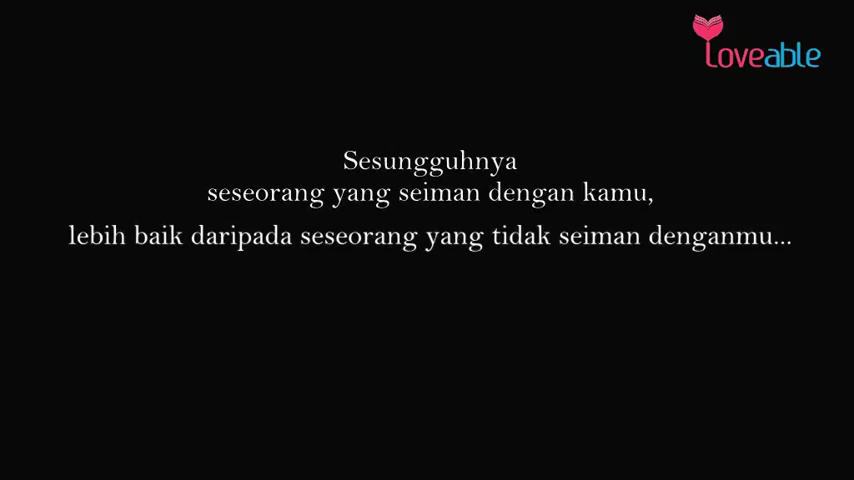 Loveable
Sesungguhnya
seseorang yang seiman dengan kamu,
lebih baik daripada seseorang yang tidak seiman denganmu...